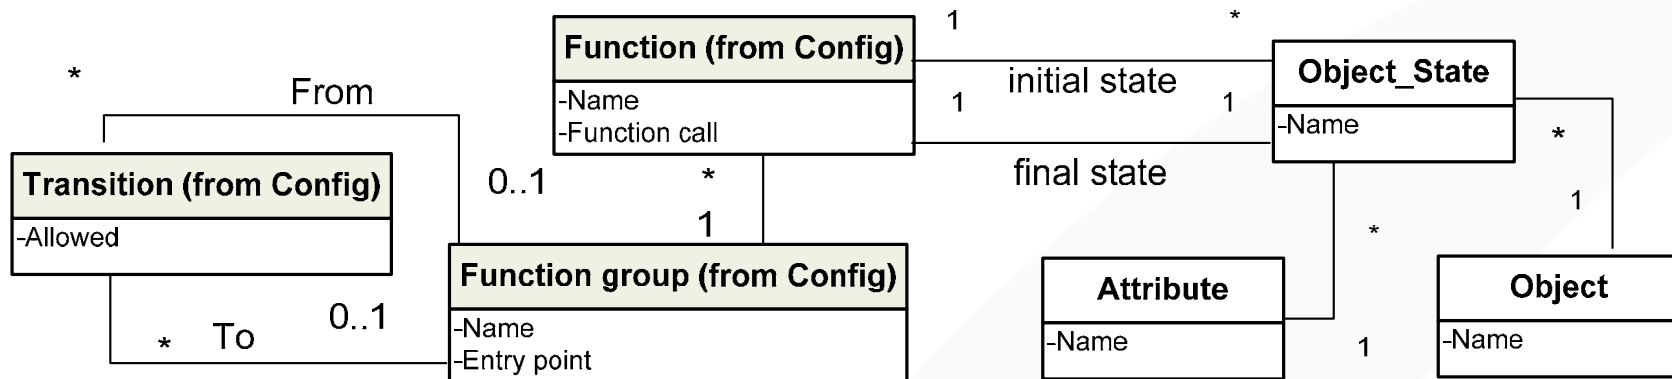 1
*
Function (from Config)
-Name
-Function call
initial state
1
1
final state
Object_State
-Name
*
From
Transition (from Config)
-Allowed
0..1
*
1
*
1
Function group (from Config)
-Name
-Entry point
*
To
0..1
*
Attribute
-Name
1
Object
-Name